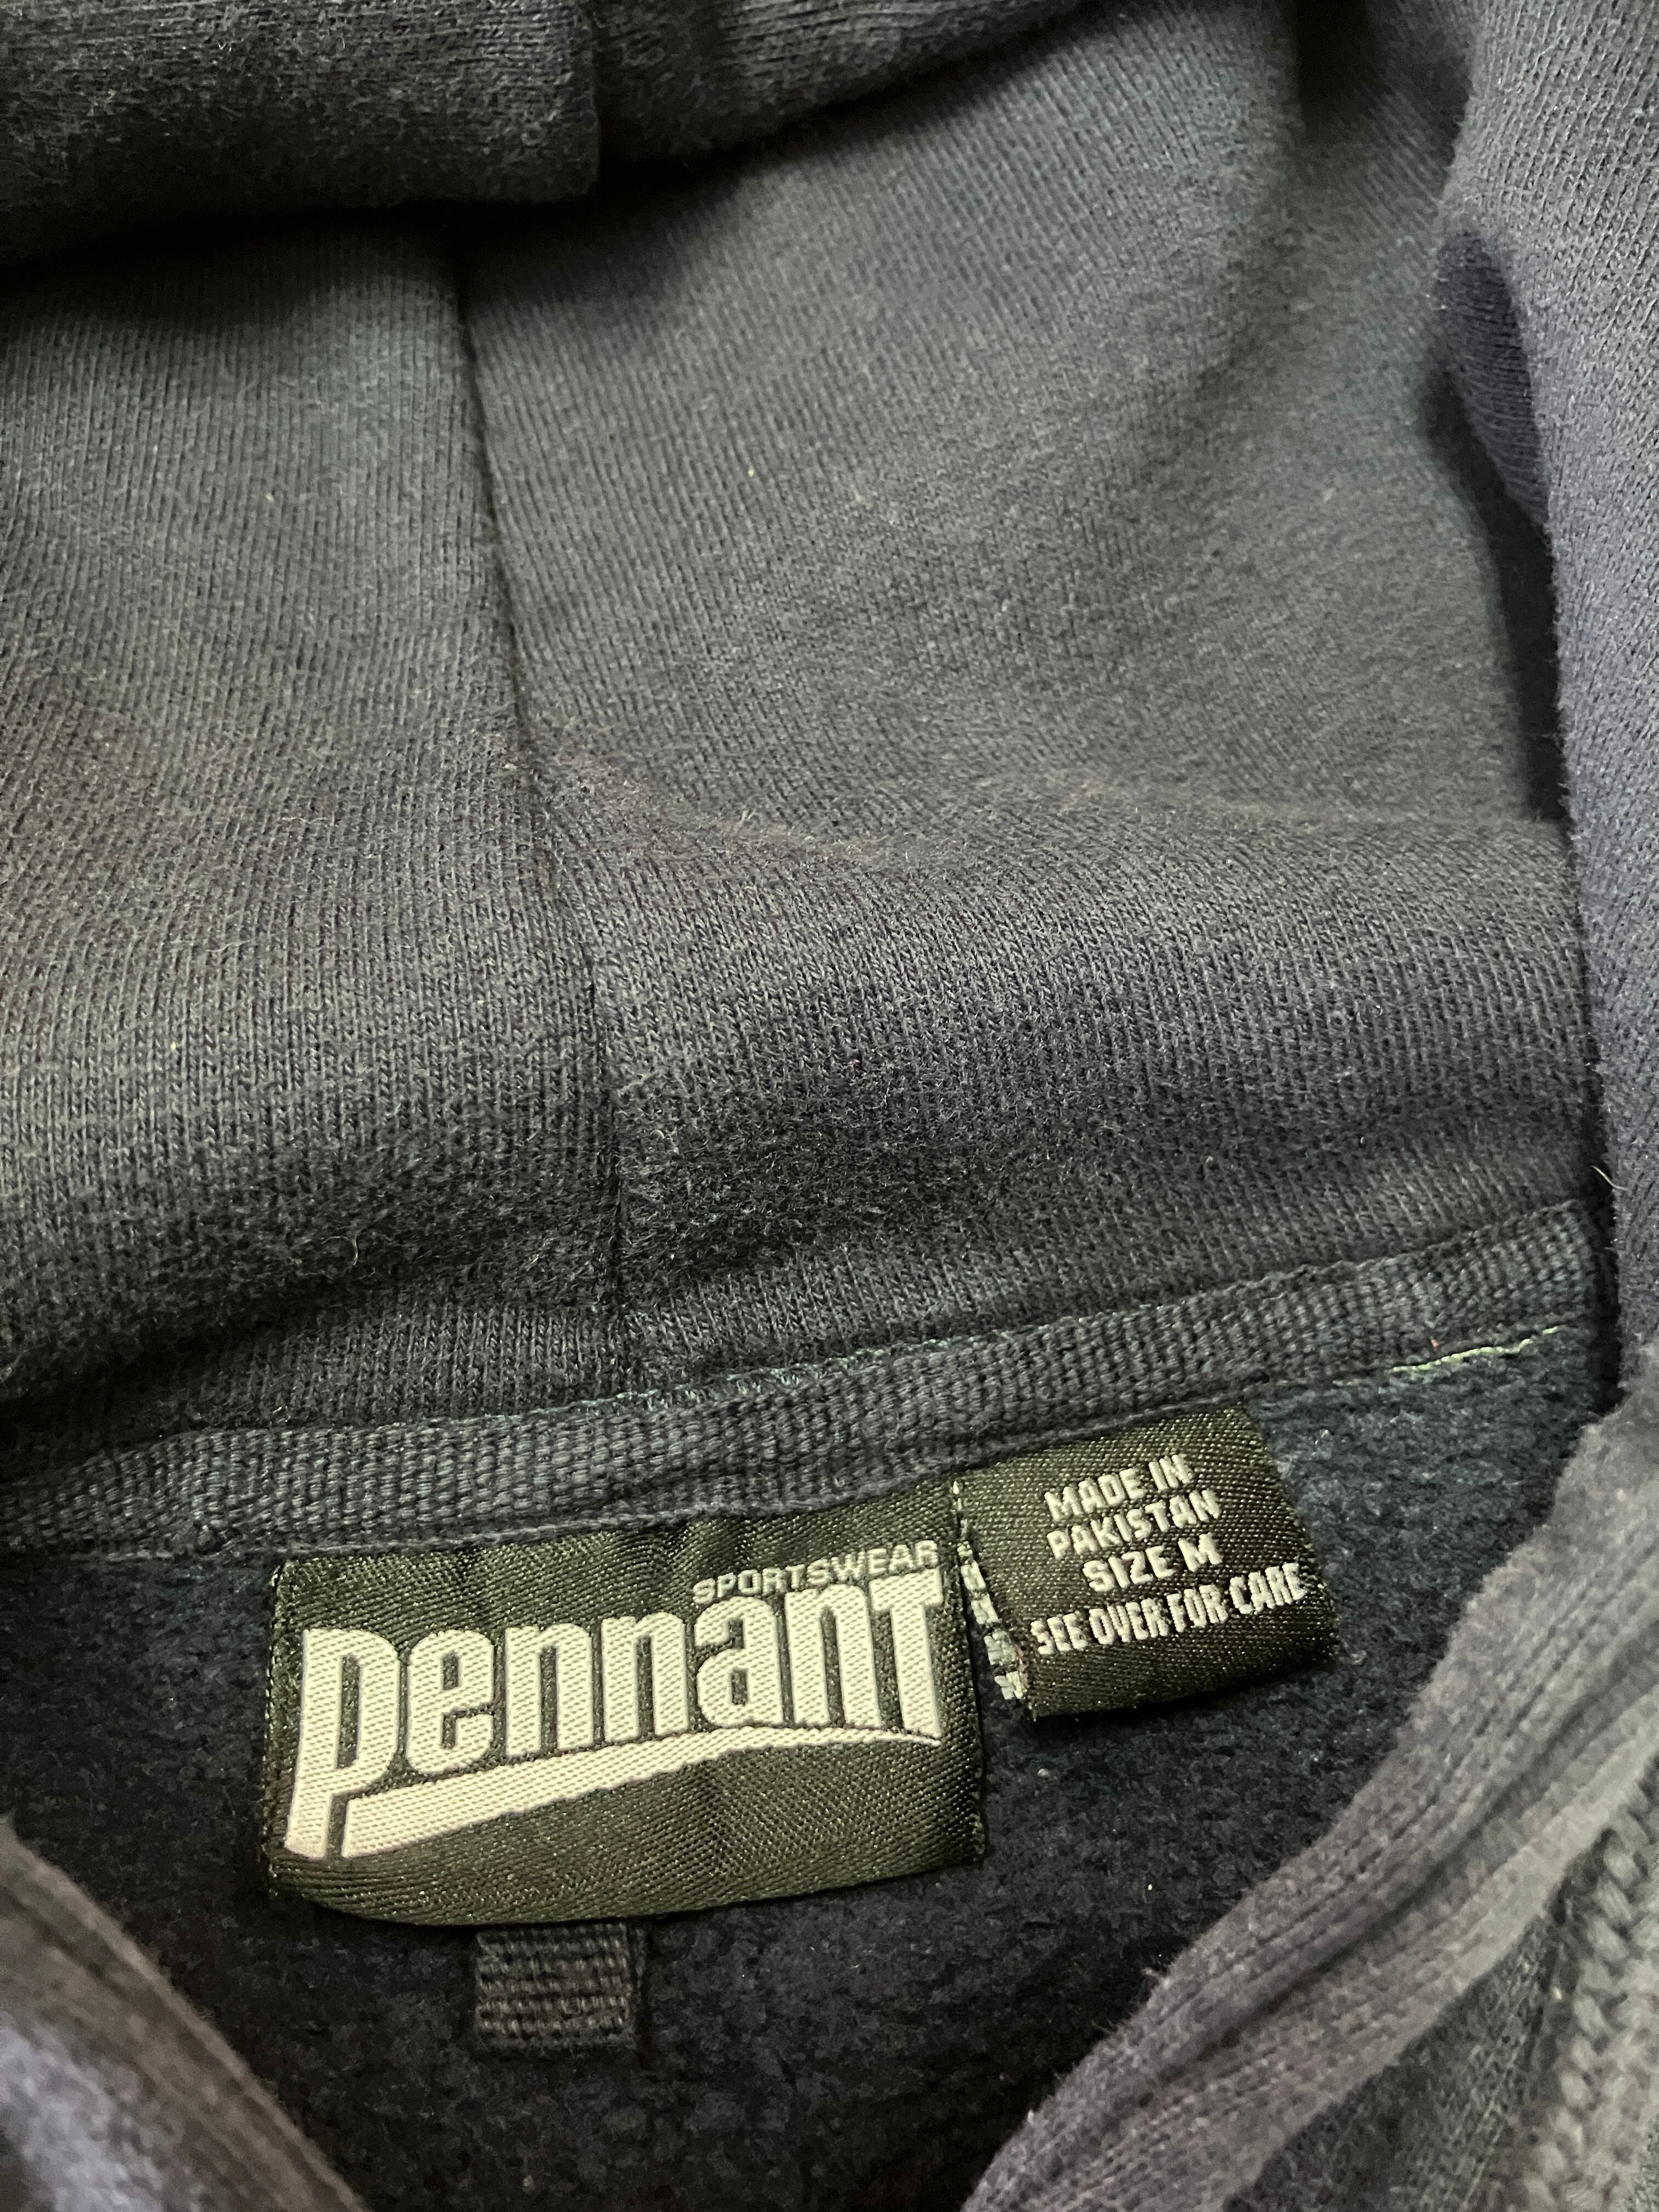 SPORTSWEAR
pennant
MADE IN
PAKISTAN
SIZE M
SEE OVER FOR CARE